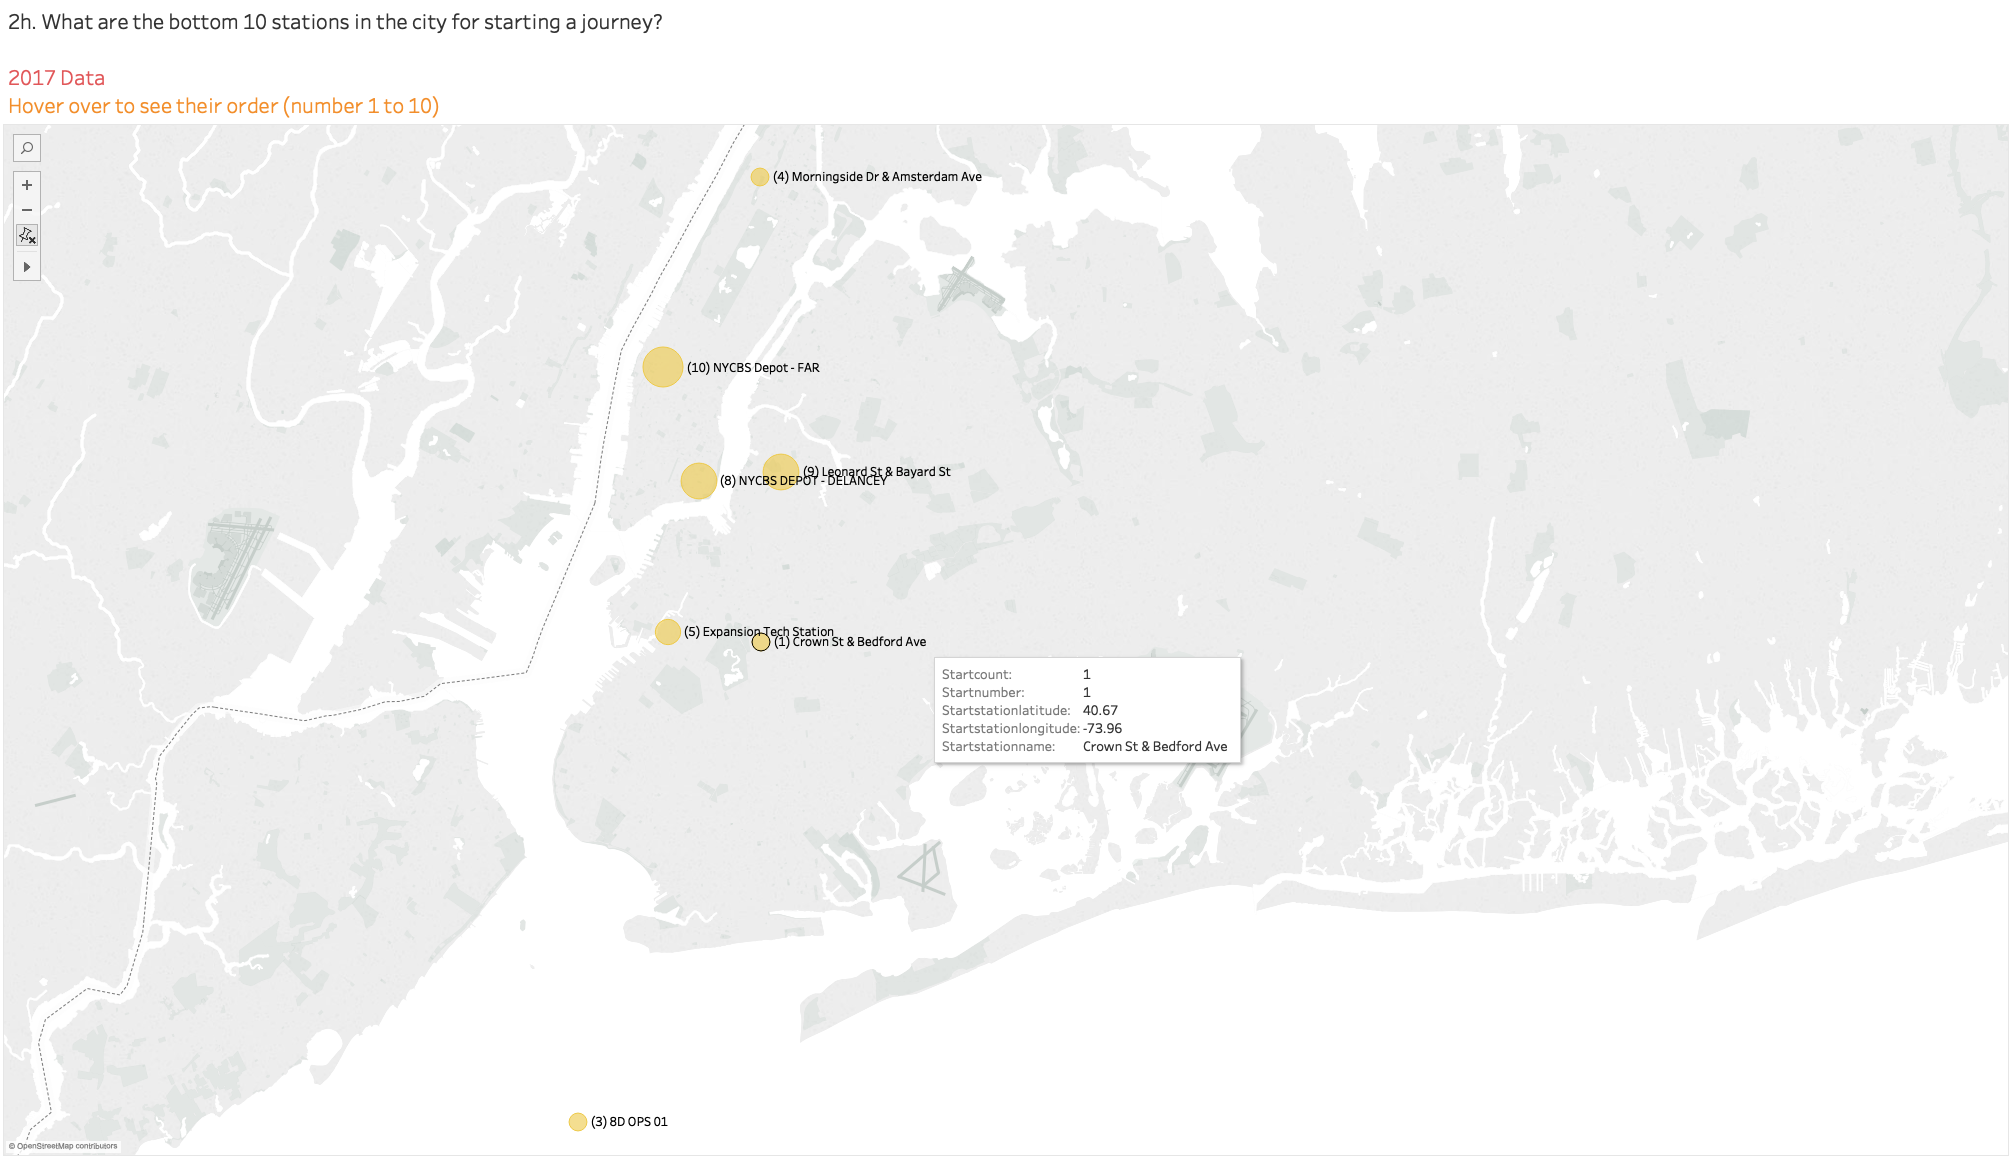 2h. What are the bottom 10 stations in the city for starting a journey?
2017 Data
Hover over to see their order (number 1 to 10)
(4) Morningside Dr & Amsterdam Ave
(10) NYCBS Depot - FAR
(9) Leonard St & Bayard St
(8) NYCBS DEPOT - DELANCEY
(5) Expansion Tech Station
(1) Crown St & Bedford Ave
Startcount: 1
Startnumber: 1
Startstationlatitude: 40.67
Startstationlongitude: -73.96
Startstationname: Crown St & Bedford Ave
(3) 8D OPS 01
© OpenStreetMap contributors